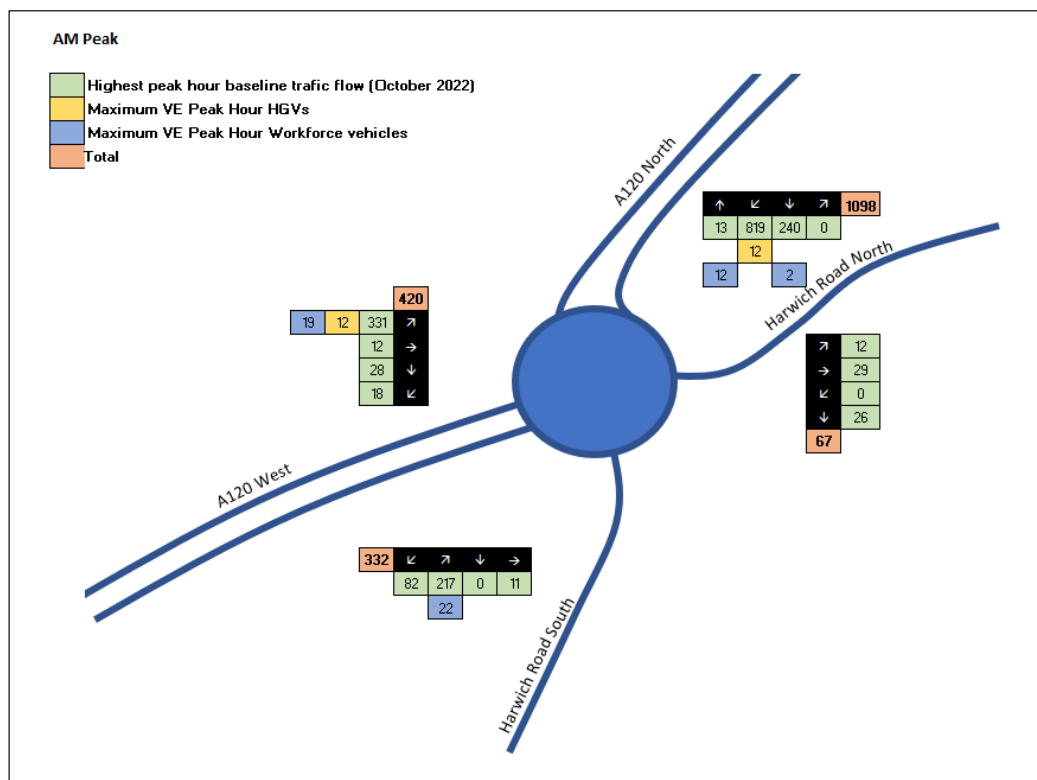 AM Peak
Highest peak hour baseline trafic flow (October 2022)
Maximum VE Peak Hour HGVs
Maximum VE Peak Hour Workforce vehicles
Total
A120 North
↑ ↙ ↓ ↗ 1098
13 819 240 0
12
12 2
Harwich Road North
420
19 12 331 ↗
12 →
28 ↓
18 ↙
↗ 12
→ 29
↙ 0
↓ 26
67
A120 West
332 ↙ ↗ ↓ →
82 217 0 11
22
Harwich Road South